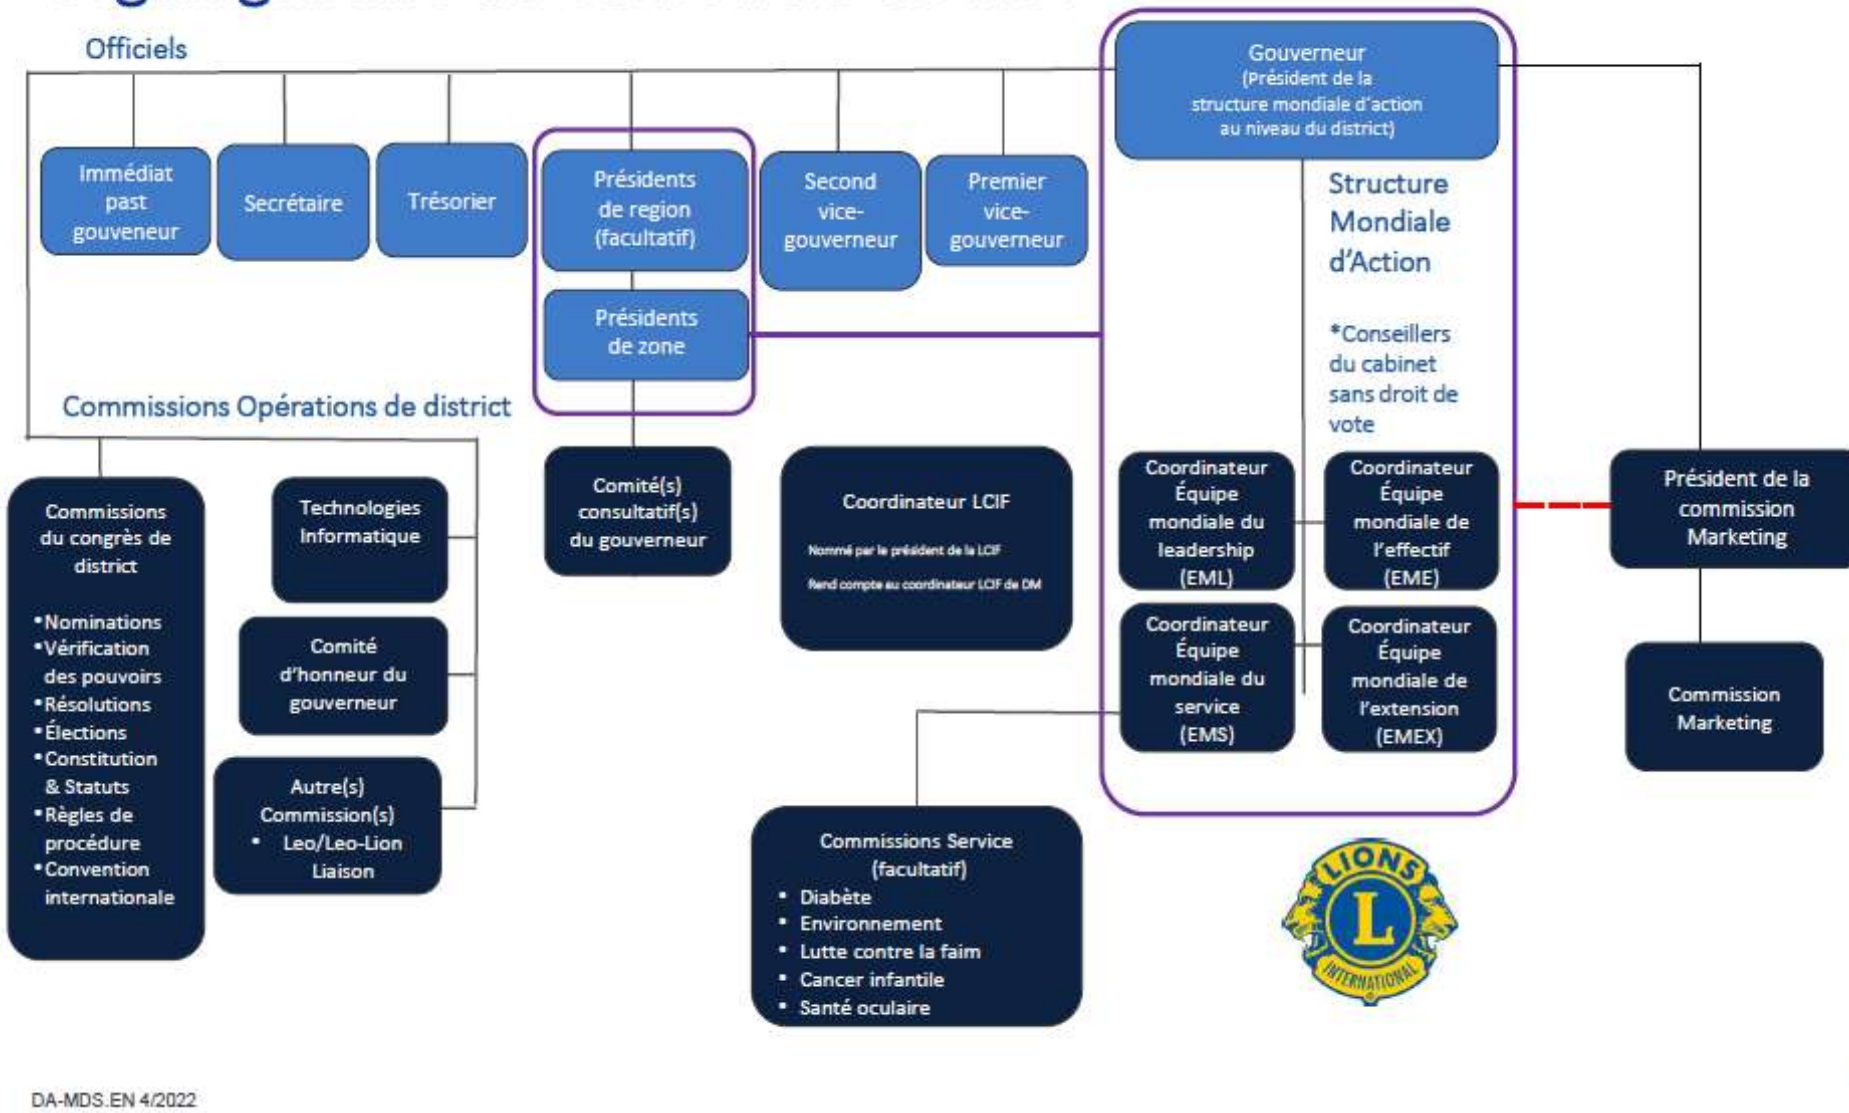 Officiels
Gouverneur
(Président de la
structure mondiale d'action
au niveau du district)
Immédiat
past
gouveneur
Secrétaire
Trésorier
Présidents
de region
(facultatif)
Second
vice-
gouverneur
Premier
vice-
gouverneur
Présidents
de zone
Structure
Mondiale
d'Action
*Conseillers
du cabinet
sans droit de
vote
Commissions Opérations de district
Commissions
du congrès de
district
•Nominations
•Vérification
des pouvoirs
•Résolutions
•Élections
•Constitution
& Statuts
•Règles de
procédure
•Convention
internationale
Technologies
Informatique
Comité
d'honneur du
gouverneur
Autre(s)
Commission(s)
• Leo/Leo-Lion
Liaison
Comité(s)
consultatif(s)
du gouverneur
Coordinateur LCIF
Nommé par le président de la LCIF
Rend compte au coordinateur LCIF de DM
Coordinateur
Équipe
mondiale du
leadership
(EML)
Coordinateur
Équipe
mondiale de
l'effectif
(EME)
Coordinateur
Équipe
mondiale du
service
(EMS)
Coordinateur
Équipe
mondiale de
l'extension
(EMEX)
Président de la
commission
Marketing
Commission
Marketing
Commissions Service
(facultatif)
• Diabète
• Environnement
• Lutte contre la faim
• Cancer infantile
• Santé oculaire
LIONS
L
INTERNATIONAL
DA-MDS.EN 4/2022